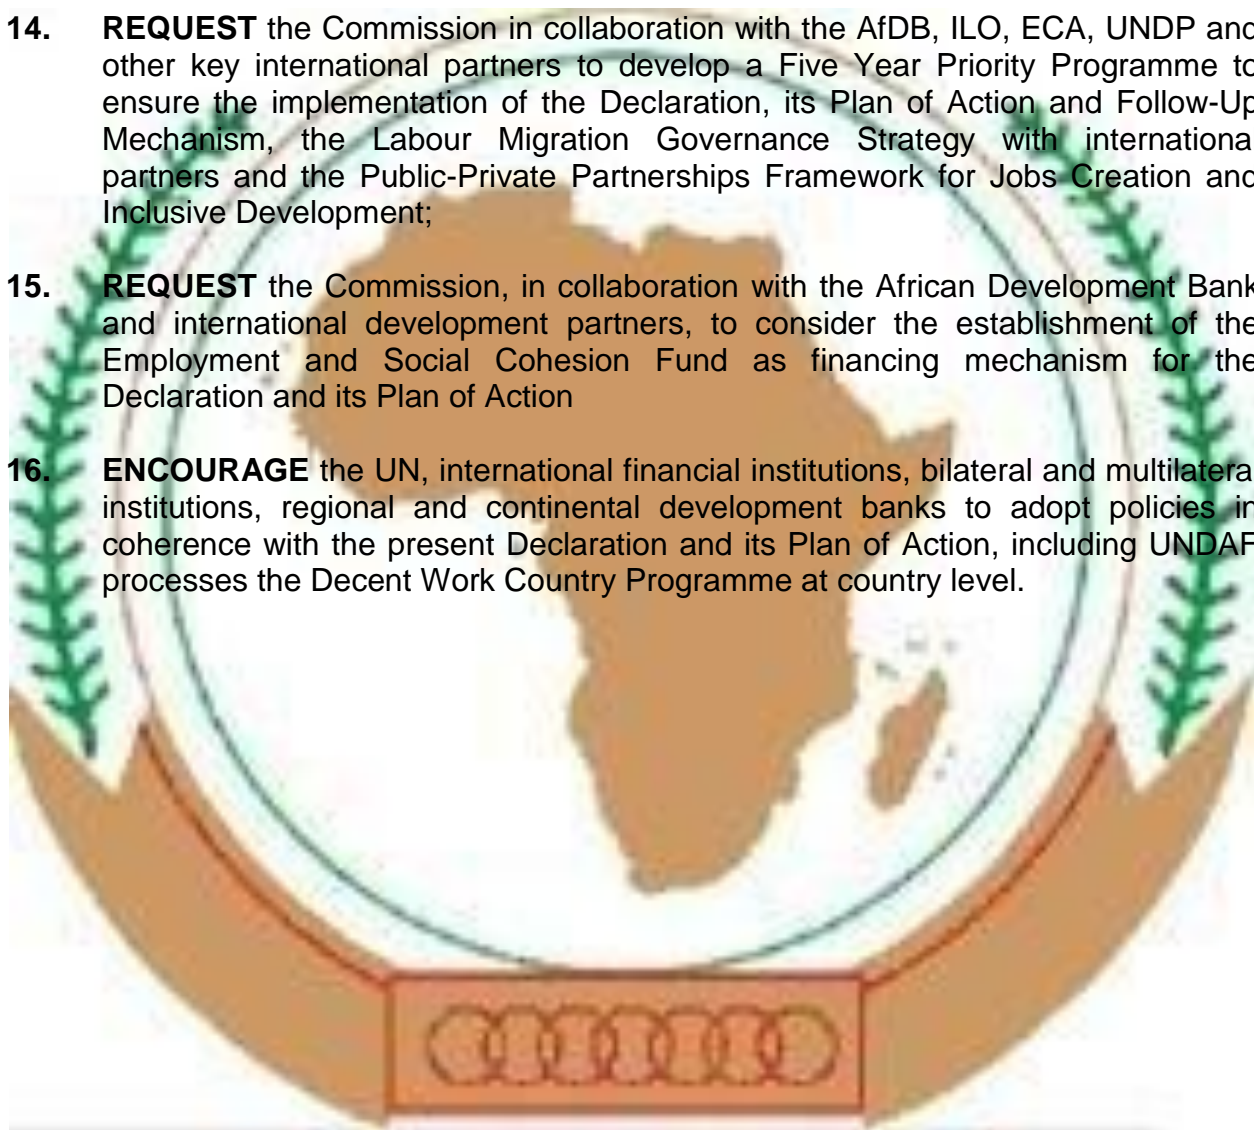 14. REQUEST the Commission in collaboration with the AfDB, ILO, ECA, UNDP and
other key international partners to develop a Five Year Priority Programme to
ensure the implementation of the Declaration, its Plan of Action and Follow-Up
Mechanism, the Labour Migration Governance Strategy with international
partners and the Public-Private Partnerships Framework for Jobs Creation and
Inclusive Development;
15. REQUEST the Commission, in collaboration with the African Development Bank
and international development partners, to consider the establishment of the
Employment and Social Cohesion Fund as financing mechanism for the
Declaration and its Plan of Action
16. ENCOURAGE the UN, international financial institutions, bilateral and multilateral
institutions, regional and continental development banks to adopt policies in
coherence with the present Declaration and its Plan of Action, including UNDAF
processes the Decent Work Country Programme at country level.